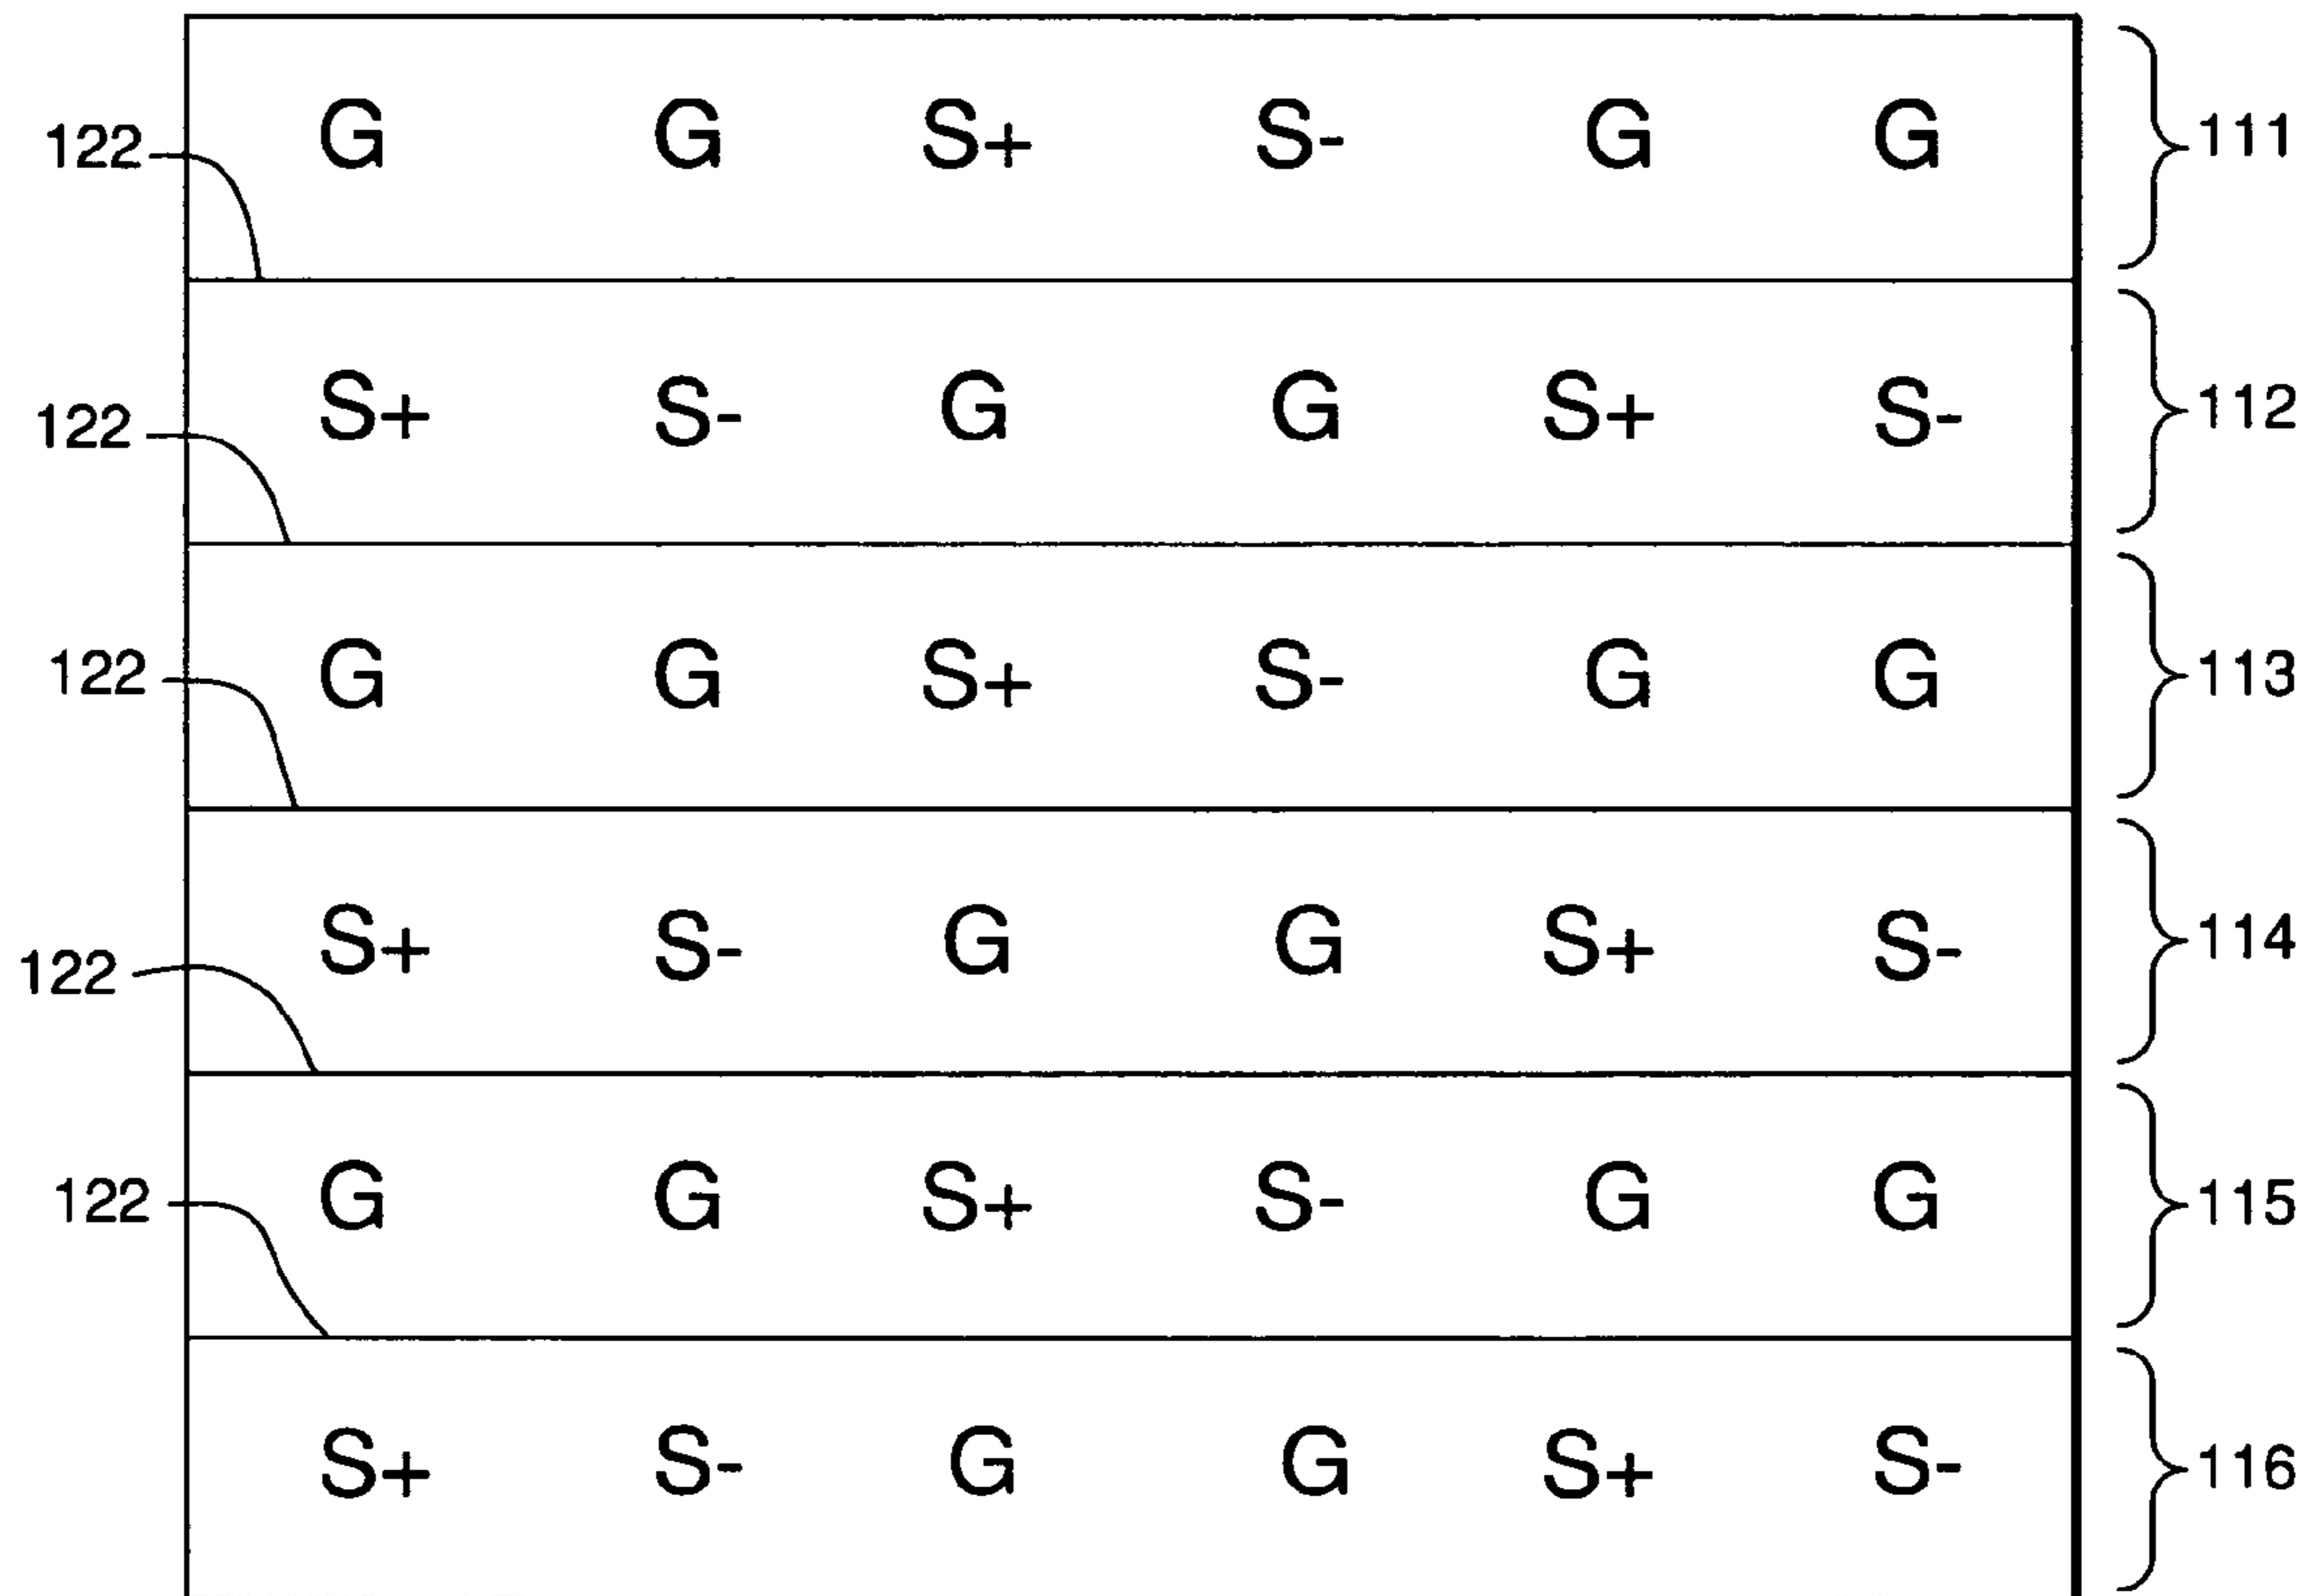 122 G G S+ S- G G 111
122 S+ S- G G S+ S- 112
122 G G S+ S- G G 113
122 S+ S- G G S+ S- 114
122 G G S+ S- G G 115
S+ S- G G S+ S- 116